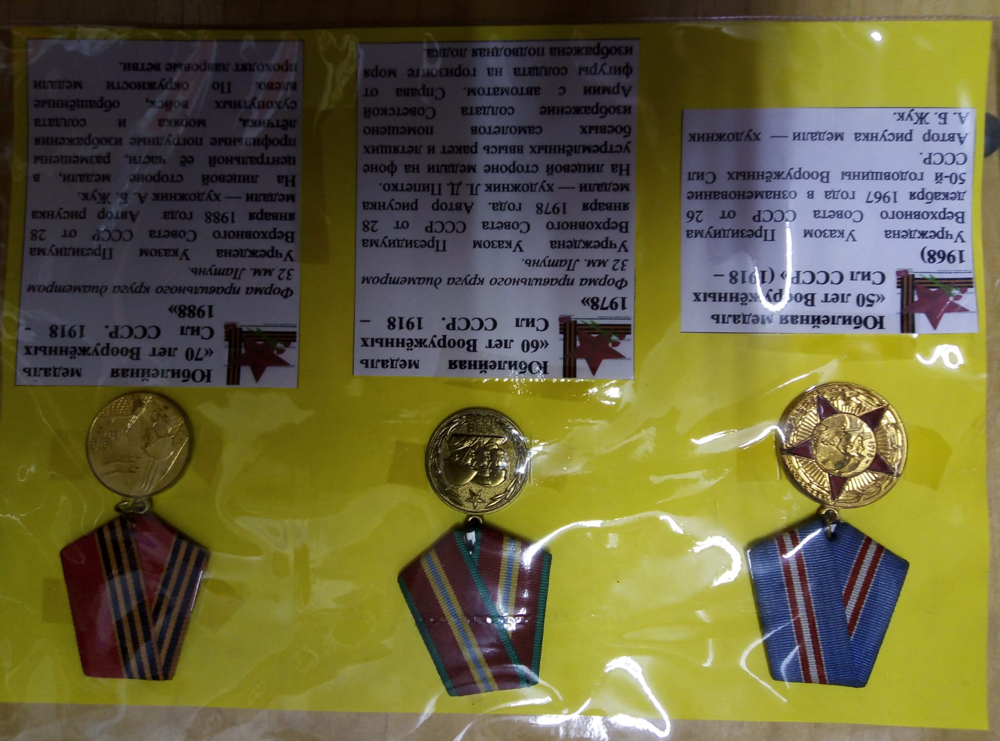 Юбилейная медаль
«50 лет Вооружённых
Сил СССР» (1918 –
1968)
Учреждена Указом Президиума
Верховного Совета СССР от 26
декабря 1967 года в ознаменование
50-й годовщины Вооружённых Сил
СССР.
Автор рисунка медали — художник
А. Б. Жук.
Юбилейная медаль
«60 лет Вооружённых
Сил СССР. 1918 –
1978»
Форма правильного круга диаметром
32 мм. Латунь.
Учреждена Указом Президиума
Верховного Совета СССР от 28
января 1978 года. Автор рисунка
медали — художник Л. Д. Пипетко.
На лицевой стороне медали на фоне
устремлённых ввысь ракет и летящих
боевых самолетов помещено
изображение солдата Советской
Армии с автоматом. Справа от
фигуры солдата на горизонте моря
изображена подводная лодка.
Юбилейная медаль
«70 лет Вооружённых
Сил СССР. 1918 -
1988»
Форма правильного круга диаметром
32 мм. Латунь.
Учреждена Указом Президиума
Верховного Совета СССР от 28
января 1988 года. Автор рисунка
медали — художник А. Б. Жук.
На лицевой стороне медали, в
центральной её части, размещены
профильные погрудные изображения
лётчика, моряка и солдата
сухопутных войск, обращённые
влево. По окружности медали
проходят лавровые ветви.
1918
1988